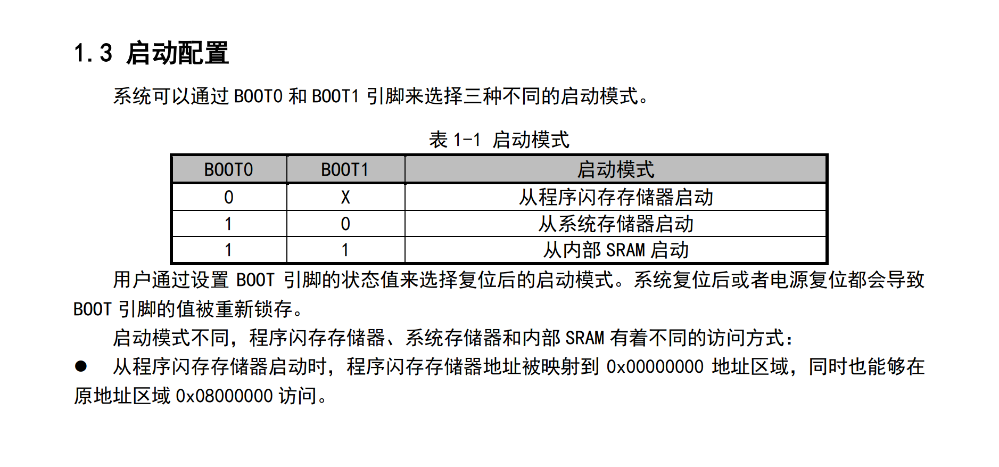 1.3 启动配置
系统可以通过 BOOT0 和 BOOT1 引脚来选择三种不同的启动模式。
表 1-1 启动模式
BOOT0 BOOT1 启动模式
0 X 从程序闪存存储器启动
1 0 从系统存储器启动
1 1 从内部 SRAM 启动
用户通过设置 BOOT 引脚的状态值来选择复位后的启动模式。系统复位后或者电源复位都会导致
BOOT 引脚的值被重新锁存。
启动模式不同，程序闪存存储器、系统存储器和内部 SRAM 有着不同的访问方式：
● 从程序闪存存储器启动时，程序闪存存储器地址被映射到 0x00000000 地址区域，同时也能够在
原地址区域 0x08000000 访问。